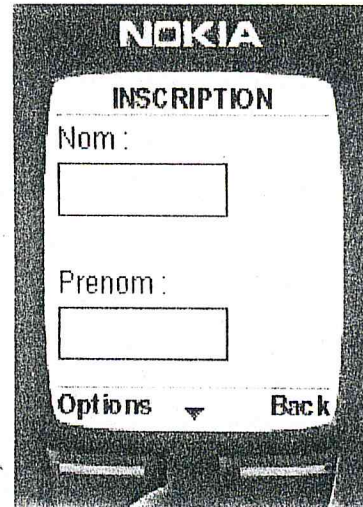 NOKIA
INSCRIPTION
Nom :
Prenom :
Options Back